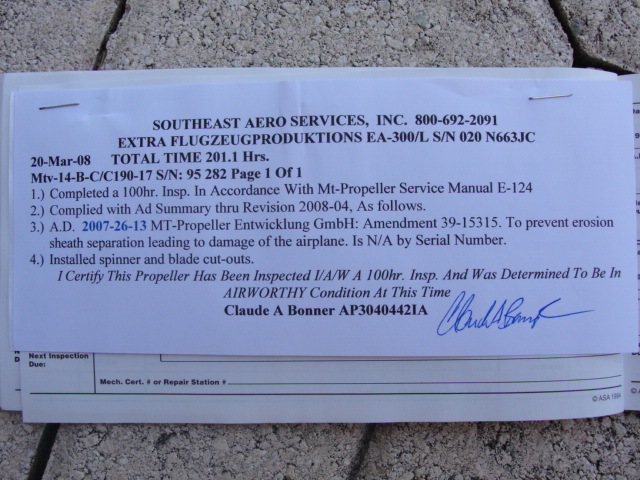 SOUTHEAST AERO SERVICES, INC. 800-692-2091
EXTRA FLUGZEUGPRODUKTIONS EA-300/L S/N 020 N663JC
20-Mar-08 TOTAL TIME 201.1 Hrs.
Mtv-14-B-C/C190-17 S/N: 95 282 Page 1 Of 1
1.) Completed a 100hr. Insp. In Accordance With Mt-Propeller Service Manual E-124
2.) Complied with Ad Summary thru Revision 2008-04, As follows.
3.) A.D. 2007-26-13 MT-Propeller Entwicklung GmbH: Amendment 39-15315. To prevent erosion
sheath separation leading to damage of the airplane. Is N/A by Serial Number.
4.) Installed spinner and blade cut-outs.
I Certify This Propeller Has Been Inspected I/A/W A 100hr. Insp. And Was Determined To Be In
AIRWORTHY Condition At This Time
Claude A Bonner AP3040442IA
Next Inspection
Due:
Mech. Cert. # or Repair Station #
© ASA